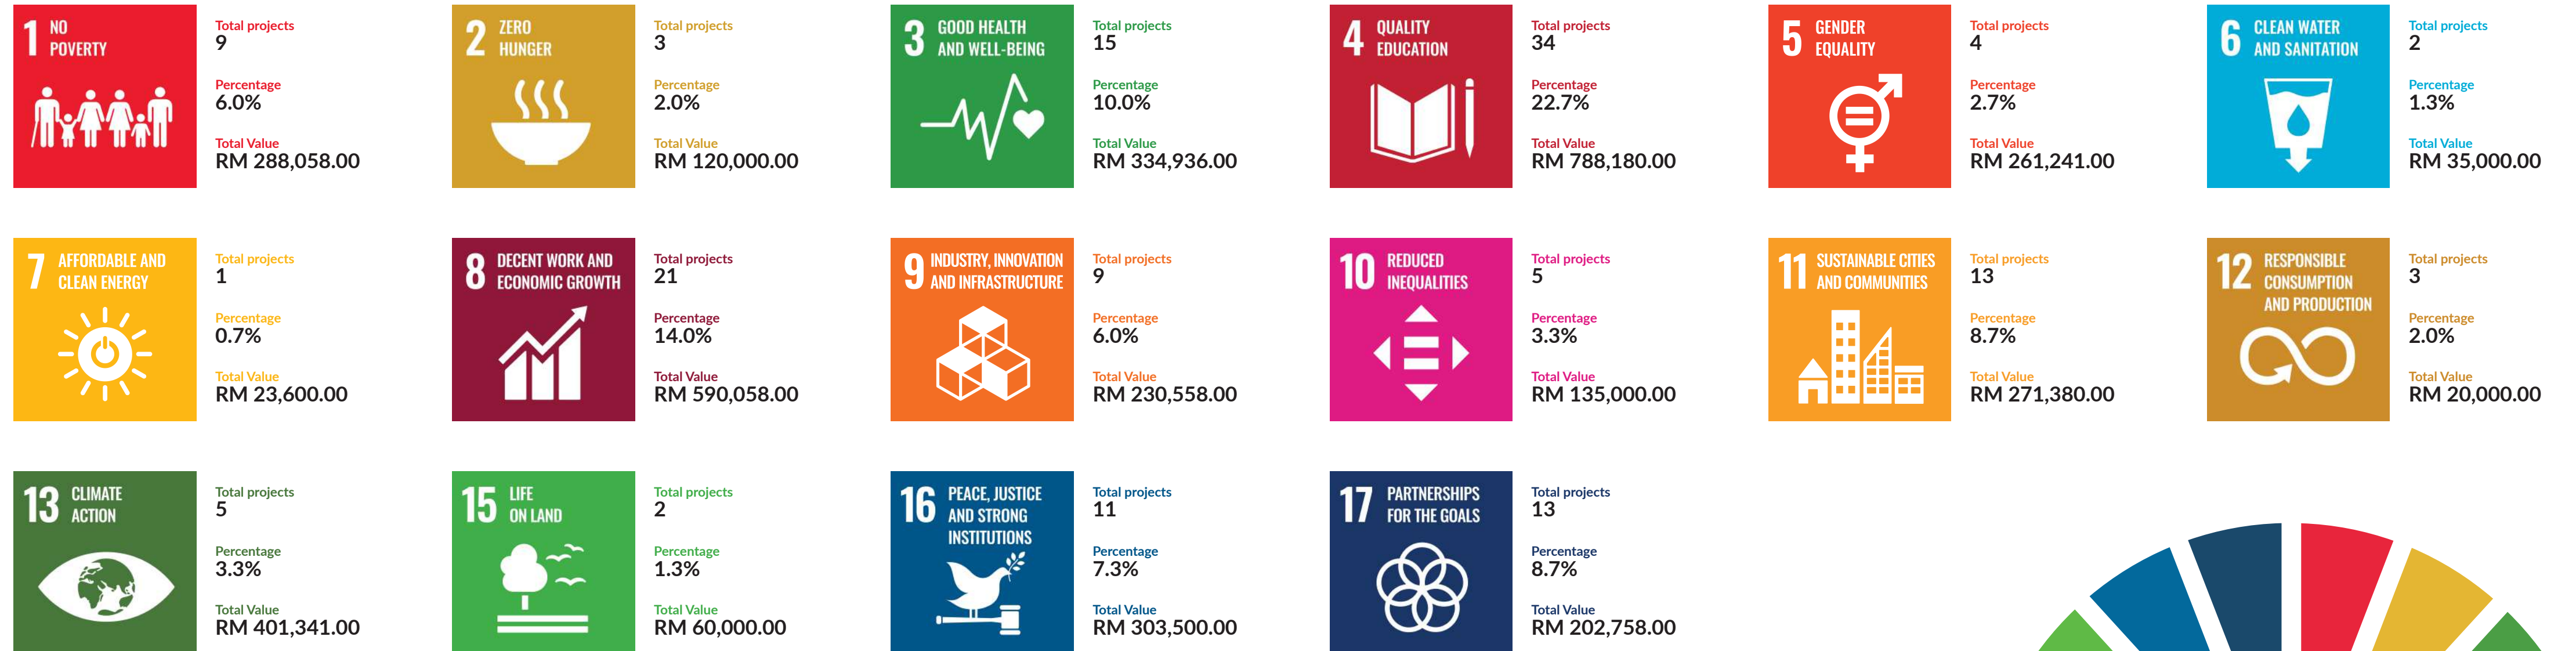 1 NO
POVERTY
Total projects
9
Percentage
6.0%
Total Value
RM 288,058.00
2 ZERO
HUNGER
Total projects
3
Percentage
2.0%
Total Value
RM 120,000.00
3 GOOD HEALTH
AND WELL-BEING
Total projects
15
Percentage
10.0%
Total Value
RM 334,936.00
4 QUALITY
EDUCATION
Total projects
34
Percentage
22.7%
Total Value
RM 788,180.00
5 GENDER
EQUALITY
Total projects
4
Percentage
2.7%
Total Value
RM 261,241.00
6 CLEAN WATER
AND SANITATION
Total projects
2
Percentage
1.3%
Total Value
RM 35,000.00
7 AFFORDABLE AND
CLEAN ENERGY
Total projects
1
Percentage
0.7%
Total Value
RM 23,600.00
8 DECENT WORK AND
ECONOMIC GROWTH
Total projects
21
Percentage
14.0%
Total Value
RM 590,058.00
9 INDUSTRY, INNOVATION
AND INFRASTRUCTURE
Total projects
9
Percentage
6.0%
Total Value
RM 230,558.00
10 REDUCED
INEQUALITIES
Total projects
5
Percentage
3.3%
Total Value
RM 135,000.00
11 SUSTAINABLE CITIES
AND COMMUNITIES
Total projects
13
Percentage
8.7%
Total Value
RM 271,380.00
12 RESPONSIBLE
CONSUMPTION
AND PRODUCTION
Total projects
3
Percentage
2.0%
Total Value
RM 20,000.00
13 CLIMATE
ACTION
Total projects
5
Percentage
3.3%
Total Value
RM 401,341.00
15 LIFE
ON LAND
Total projects
2
Percentage
1.3%
Total Value
RM 60,000.00
16 PEACE, JUSTICE
AND STRONG
INSTITUTIONS
Total projects
11
Percentage
7.3%
Total Value
RM 303,500.00
17 PARTNERSHIPS
FOR THE GOALS
Total projects
13
Percentage
8.7%
Total Value
RM 202,758.00